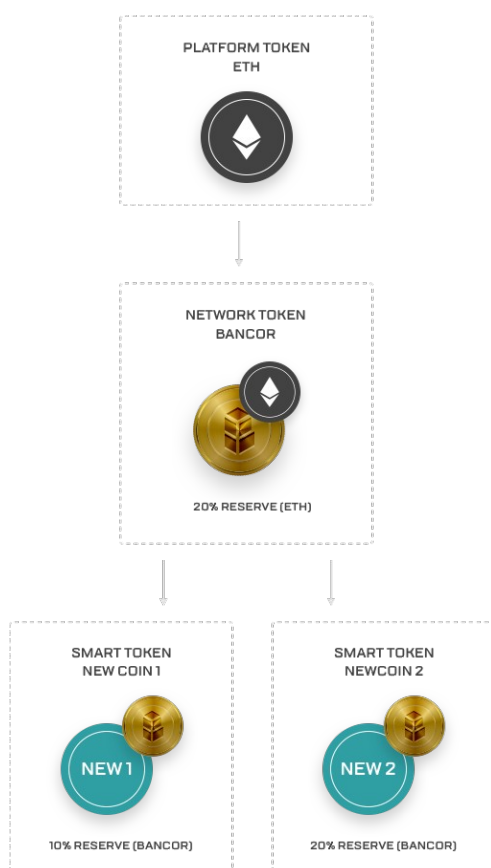 PLATFORM TOKEN
ETH
NETWORK TOKEN
BANCOR
20% RESERVE (ETH)
SMART TOKEN
NEW COIN 1
NEW 1
10% RESERVE (BANCOR)
SMART TOKEN
NEWCOIN 2
NEW 2
20% RESERVE (BANCOR)